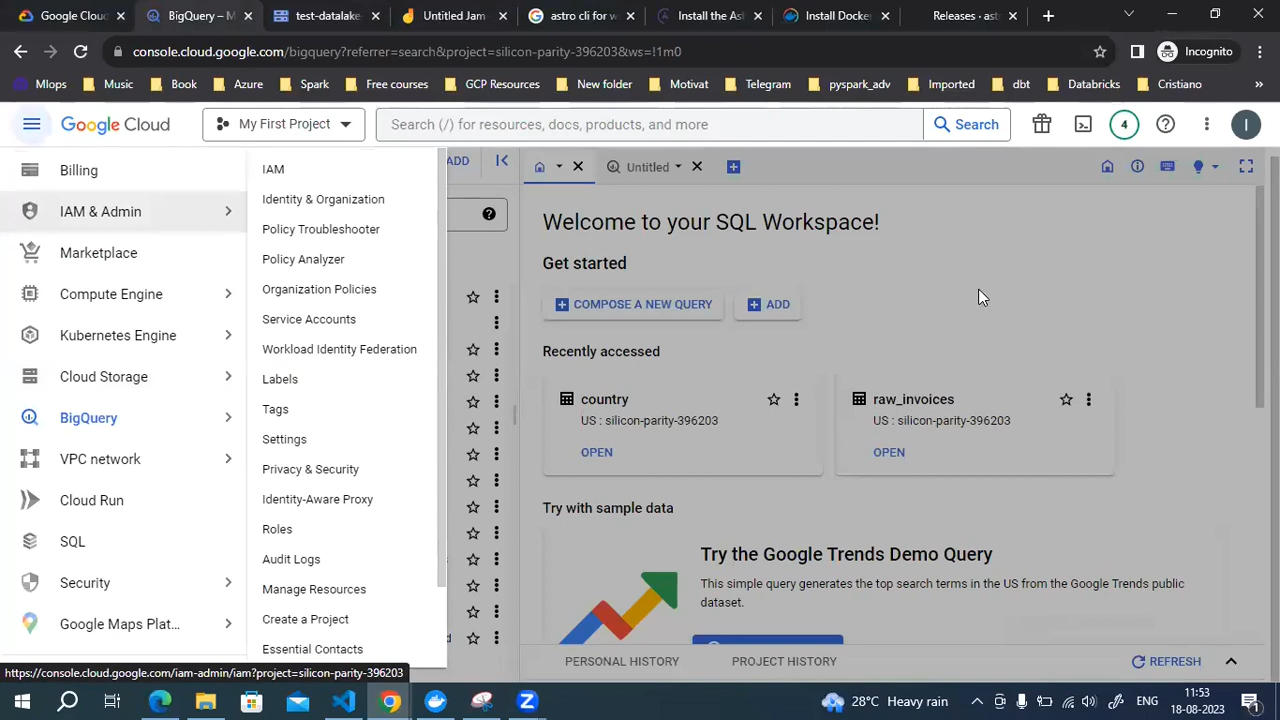 Google Cloud
BigQuery – M
test-datalake
Untitled Jam
astro cli for w
Install the As
Install Docker
Releases · ast
console.cloud.google.com/bigquery?referrer=search&project=silicon-parity-396203&ws=!1m0
Incognito
Mlops
Music
Book
Azure
Spark
Free courses
GCP Resources
New folder
Motivat
Telegram
pyspark_adv
Imported
dbt
Databricks
Cristiano
»
Google Cloud
My First Project
Search (/) for resources, docs, products, and more
Search
4
I
Billing
IAM & Admin
Marketplace
Compute Engine
Kubernetes Engine
Cloud Storage
BigQuery
VPC network
Cloud Run
SQL
Security
Google Maps Plat...
IAM
Identity & Organization
Policy Troubleshooter
Policy Analyzer
Organization Policies
Service Accounts
Workload Identity Federation
Labels
Tags
Settings
Privacy & Security
Identity-Aware Proxy
Roles
Audit Logs
Manage Resources
Create a Project
Essential Contacts
ADD
Untitled
Welcome to your SQL Workspace!
Get started
COMPOSE A NEW QUERY
ADD
Recently accessed
country
US : silicon-parity-396203
OPEN
raw_invoices
US : silicon-parity-396203
OPEN
Try with sample data
Try the Google Trends Demo Query
This simple query generates the top search terms in the US from the Google Trends public
dataset.
PERSONAL HISTORY
PROJECT HISTORY
REFRESH
https://console.cloud.google.com/iam-admin/iam?project=silicon-parity-396203
28°C Heavy rain
ENG
11:53
18-08-2023
1